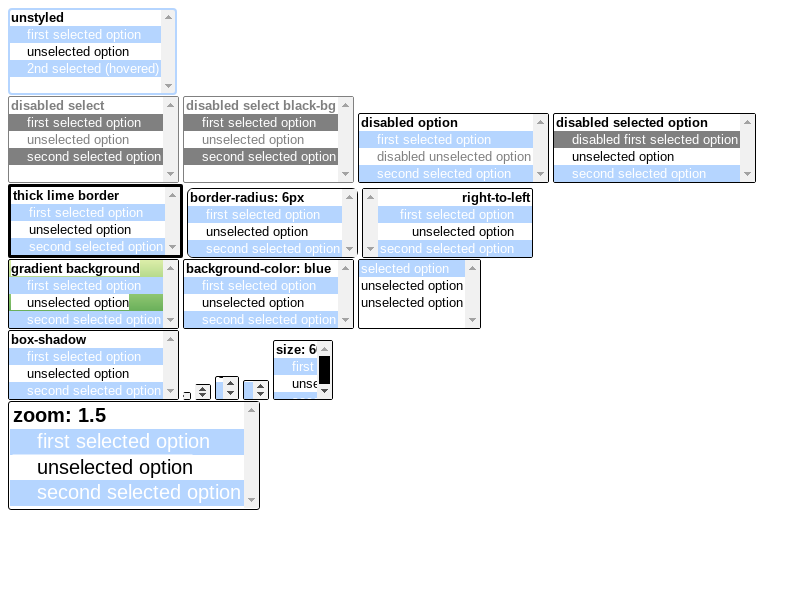 unstyled
first selected option
unselected option
2nd selected (hovered)
disabled select
first selected option
unselected option
second selected option
disabled select black-bg
first selected option
unselected option
second selected option
disabled option
first selected option
disabled unselected option
second selected option
disabled selected option
disabled first selected option
unselected option
second selected option
thick lime border
first selected option
unselected option
second selected option
border-radius: 6px
first selected option
unselected option
second selected option
right-to-left
first selected option
unselected option
second selected option
gradient background
first selected option
unselected option
second selected option
background-color: blue
first selected option
unselected option
second selected option
selected option
unselected option
unselected option
box-shadow
first selected option
unselected option
second selected option
size: 6
first
unse
zoom: 1.5
first selected option
unselected option
second selected option